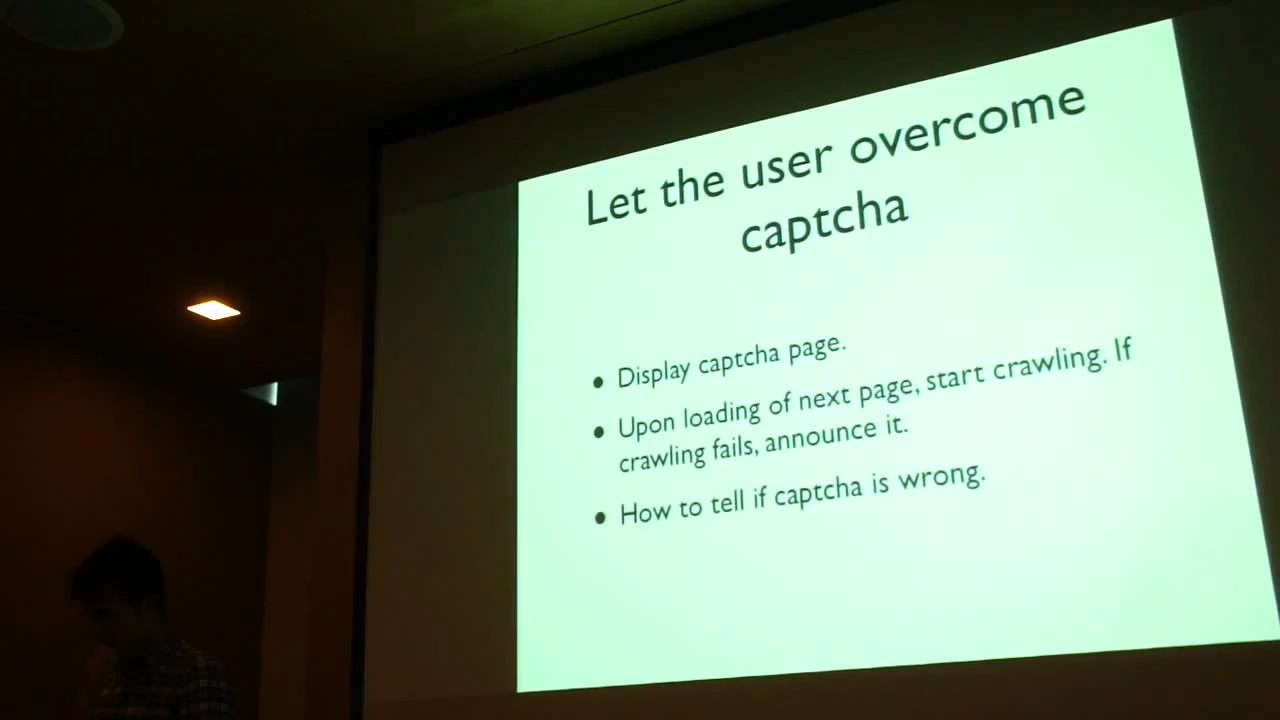 Let the user overcome
captcha
• Display captcha page.
• Upon loading of next page, start crawling. If
crawling fails, announce it.
• How to tell if captcha is wrong.